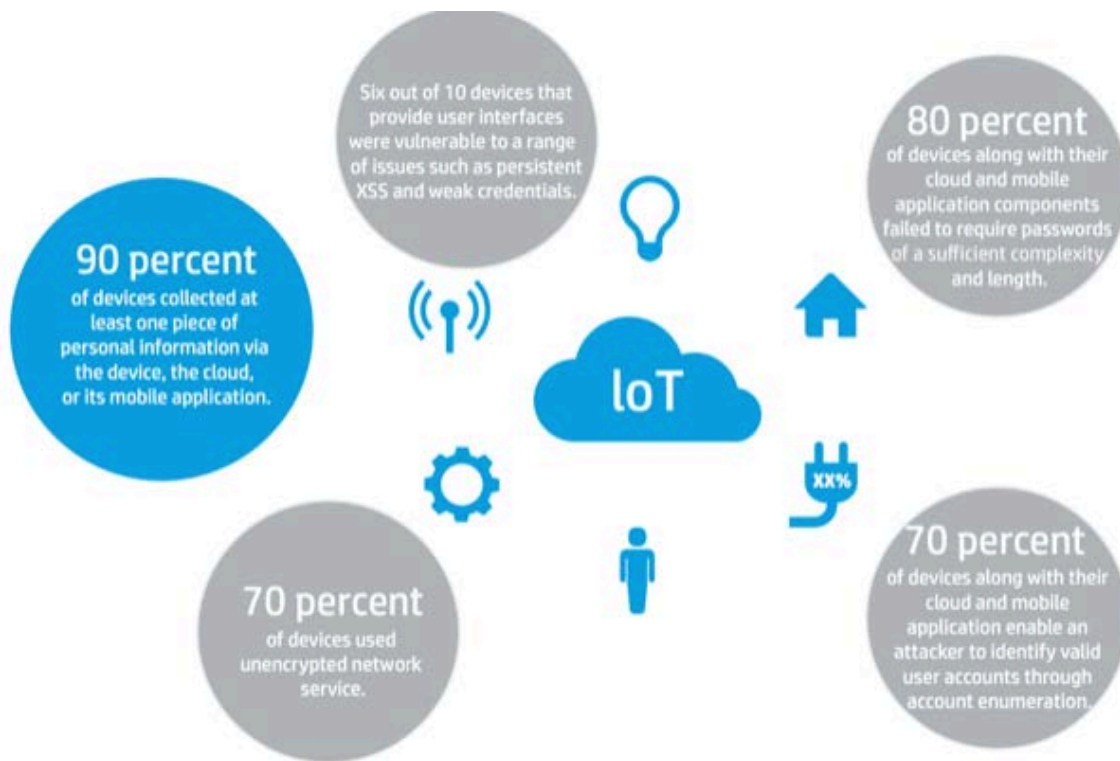 Six out of 10 devices that
provide user interfaces
were vulnerable to a range
of issues such as persistent
XSS and weak credentials.
80 percent
of devices along with their
cloud and mobile
application components
failed to require passwords
of a sufficient complexity
and length.
90 percent
of devices collected at
least one piece of
personal information via
the device, the cloud,
or its mobile application.
IoT
XX%
70 percent
of devices used
unencrypted network
service.
70 percent
of devices along with their
cloud and mobile
application enable an
attacker to identify valid
user accounts through
account enumeration.